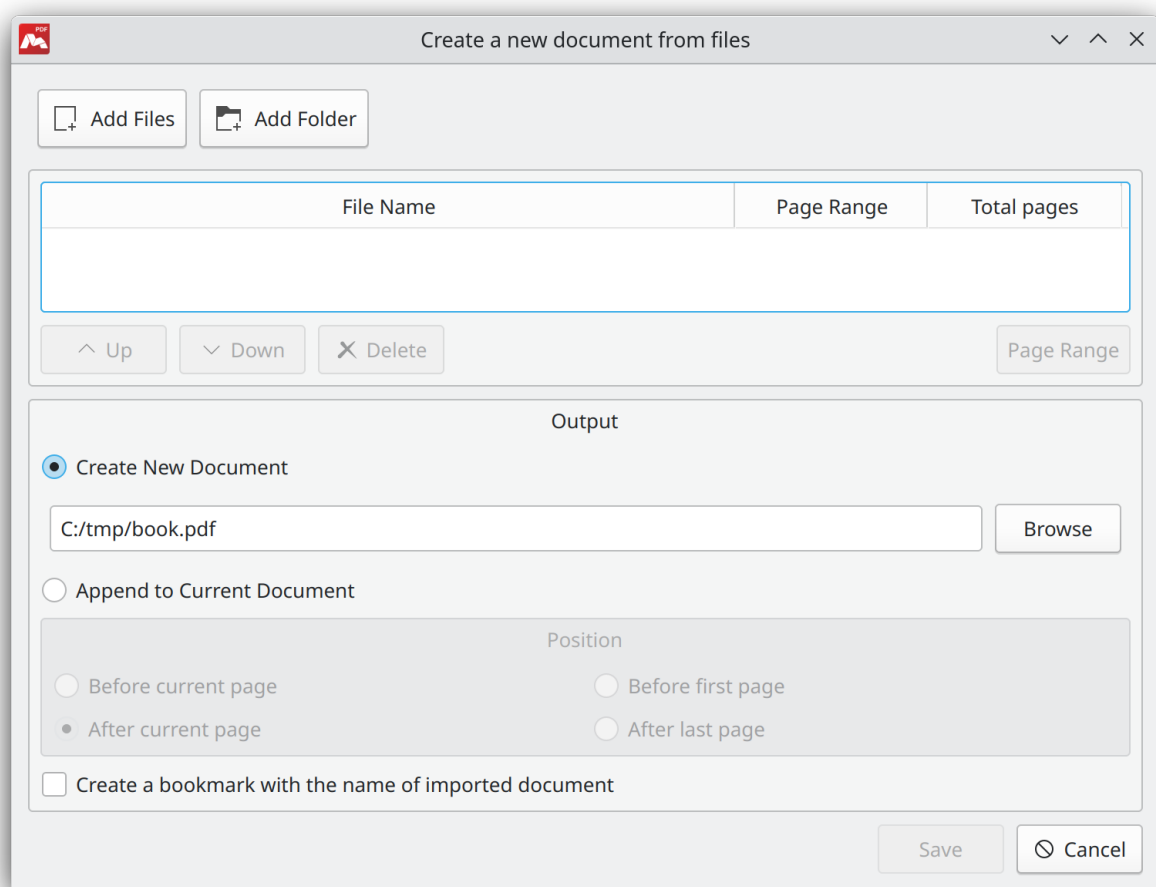 PDF
Create a new document from files
Add Files
Add Folder
File Name
Page Range
Total pages
Up
Down
Delete
Page Range
Output
Create New Document
C:/tmp/book.pdf
Browse
Append to Current Document
Position
Before current page
Before first page
After current page
After last page
Create a bookmark with the name of imported document
Save
Cancel